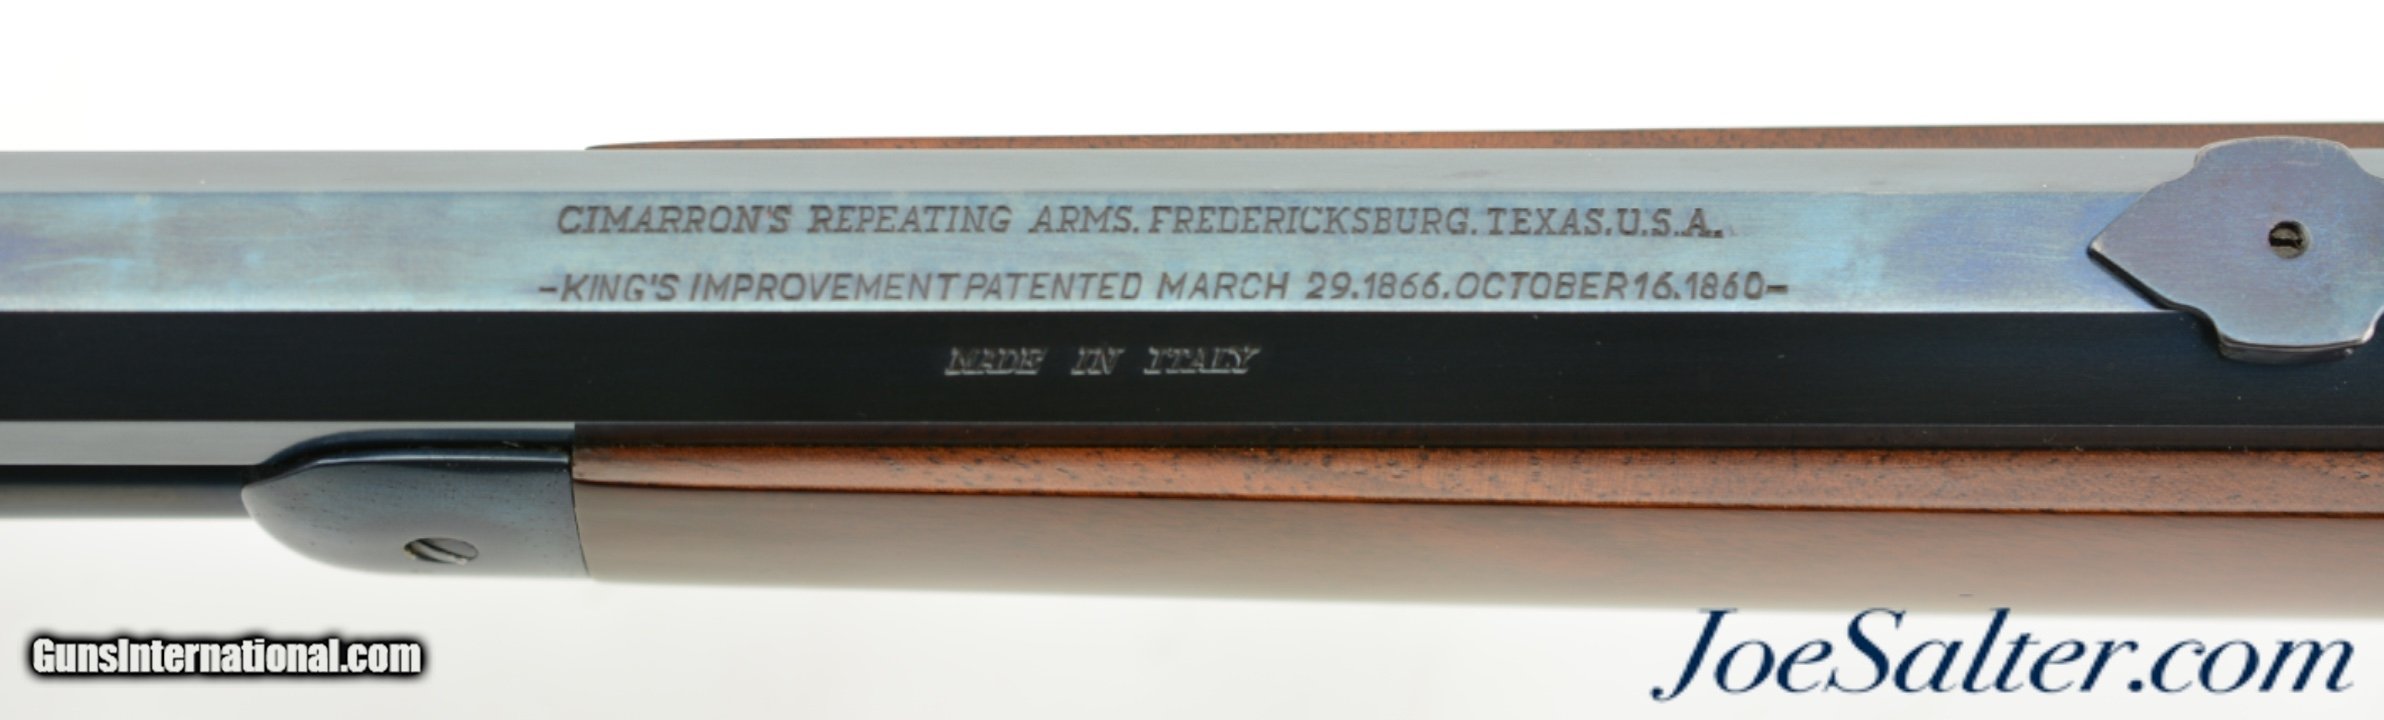 CIMARRON'S REPEATING ARMS. FREDERICKSBURG. TEXAS. U.S.A.
-KING'S IMPROVEMENT PATENTED MARCH 29.1866. OCTOBER 16.1860-
MADE IN ITALY
GunsInternational.com
JoeSalter.com